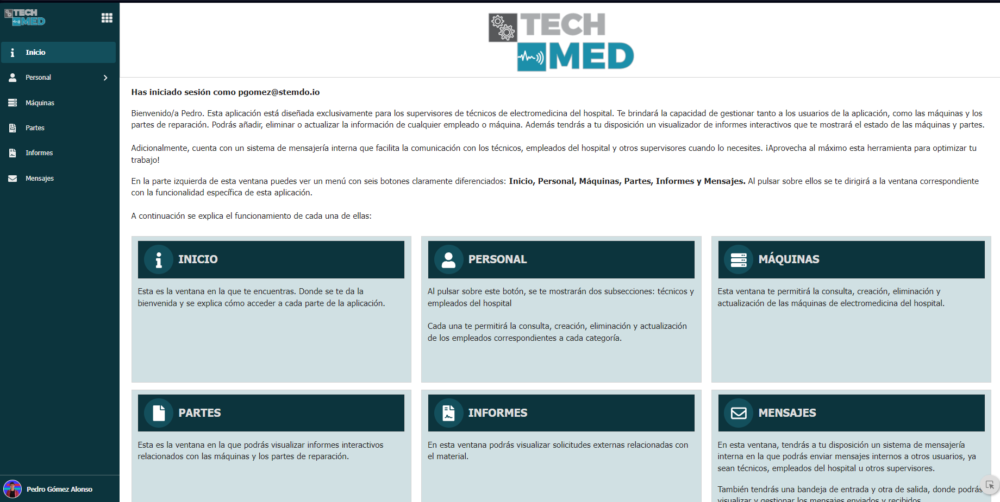 TECH
MED
Inicio
Personal
Máquinas
Partes
Informes
Mensajes
Pedro Gómez Alonso
TECH
MED
Has iniciado sesión como pgomez@stemdo.io
Bienvenido/a Pedro. Esta aplicación está diseñada exclusivamente para los supervisores de técnicos de electromedicina del hospital. Te brindará la capacidad de gestionar tanto a los usuarios de la aplicación, como las máquinas y los
partes de reparación. Podrás añadir, eliminar o actualizar la información de cualquier empleado o máquina. Además tendrás a tu disposición un visualizador de informes interactivos que te mostrará el estado de las máquinas y partes.
Adicionalmente, cuenta con un sistema de mensajería interna que facilita la comunicación con los técnicos, empleados del hospital y otros supervisores cuando lo necesites. ¡Aprovecha al máximo esta herramienta para optimizar tu
trabajo!
En la parte izquierda de esta ventana puedes ver un menú con seis botones claramente diferenciados: Inicio, Personal, Máquinas, Partes, Informes y Mensajes. Al pulsar sobre ellos se te dirigirá a la ventana correspondiente
con la funcionalidad específica de esta aplicación.
A continuación se explica el funcionamiento de cada una de ellas:
INICIO
Esta es la ventana en la que te encuentras. Donde se te da la
bienvenida y se explica cómo acceder a cada parte de la aplicación.
PERSONAL
Al pulsar sobre este botón, se te mostrarán dos subsecciones: técnicos y
empleados del hospital
Cada una te permitirá la consulta, creación, eliminación y actualización
de los empleados correspondientes a cada categoría.
MÁQUINAS
Esta ventana te permitirá la consulta, creación, eliminación y
actualización de las máquinas de electromedicina del hospital.
PARTES
Esta es la ventana en la que podrás visualizar informes interactivos
relacionados con las máquinas y los partes de reparación.
INFORMES
En esta ventana podrás visualizar solicitudes externas relacionadas con
el material.
MENSAJES
En esta ventana, tendrás a tu disposición un sistema de mensajería
interna en la que podrás enviar mensajes internos a otros usuarios, ya
sean técnicos, empleados del hospital u otros supervisores.
También tendrás una bandeja de entrada y otra de salida, donde podrás
visualizar y gestionar los mensajes enviados y recibidos